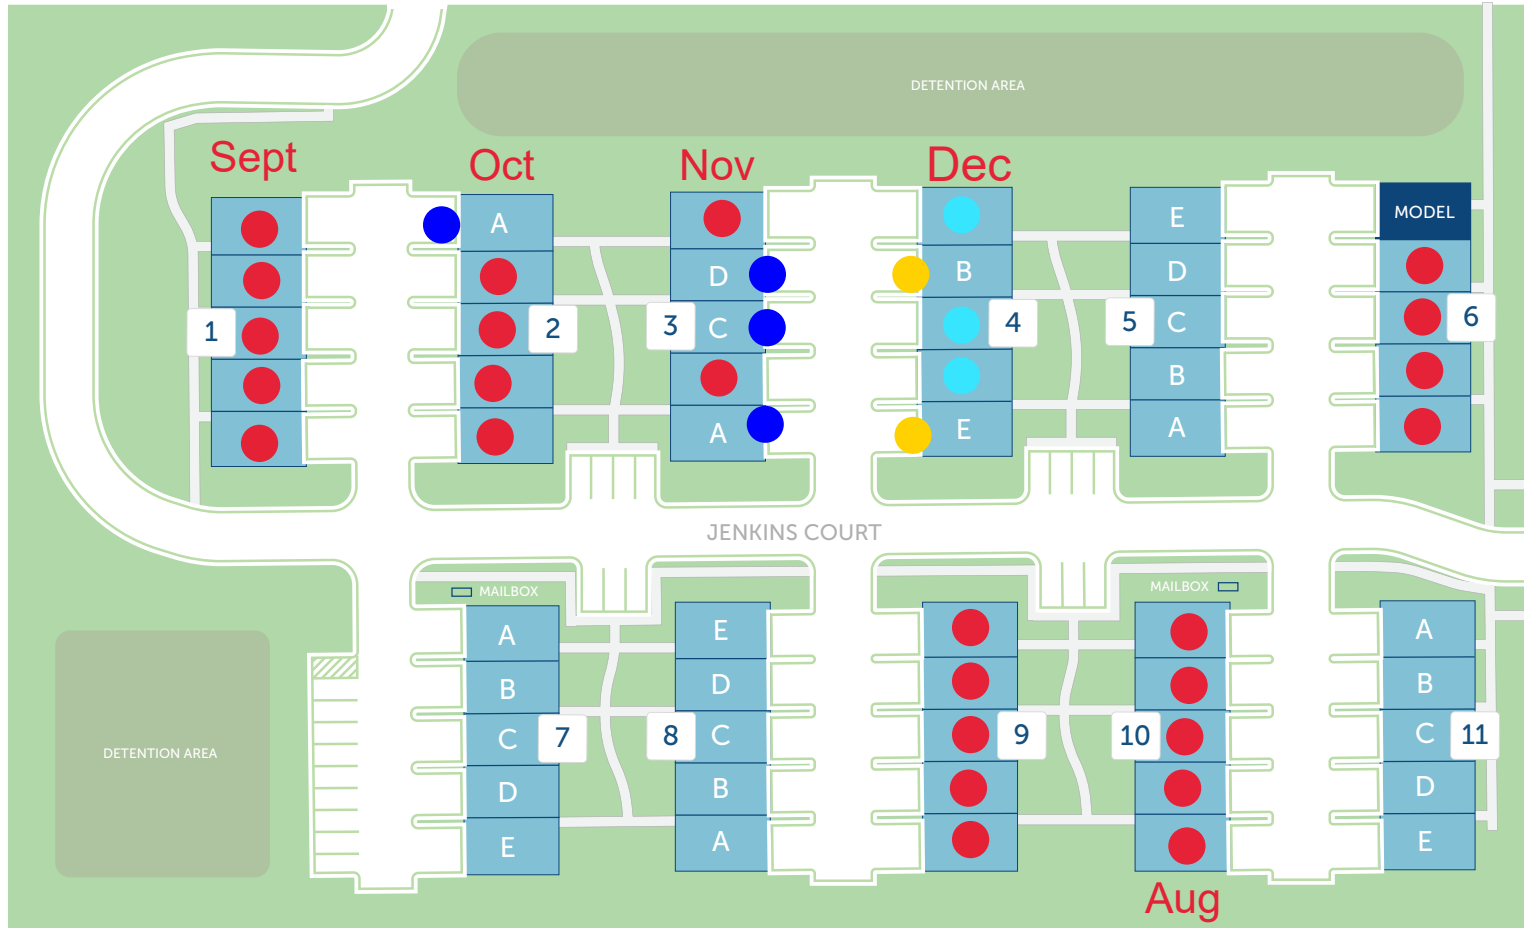 DETENTION AREA
Sept
Oct
Nov
Dec
A
E
MODEL
D
B
D
1
2
3
C
4
5
C
6
B
A
E
A
JENKINS COURT
MAILBOX
MAILBOX
A
E
A
B
D
B
DETENTION AREA
C
7
8
C
9
10
C
11
D
B
D
E
A
E
Aug